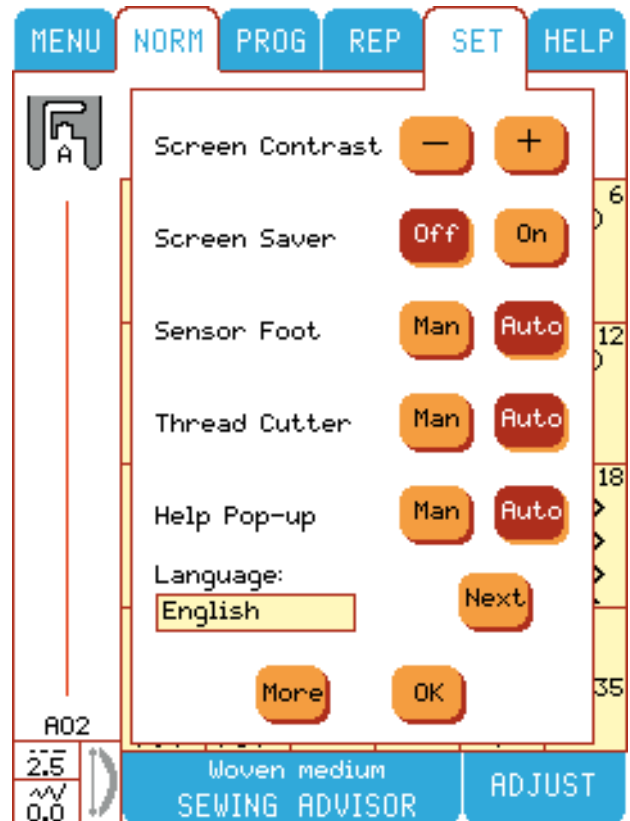 MENU NORM PROG REP SET HELP
A
Screen Contrast − +
6
Screen Saver Off On
Sensor Foot Man Auto
12
Thread Cutter Man Auto
18
Help Pop-up Man Auto
Language:
English Next
More OK
35
A02
2.5 Woven medium
0.0 SEWING ADVISOR ADJUST